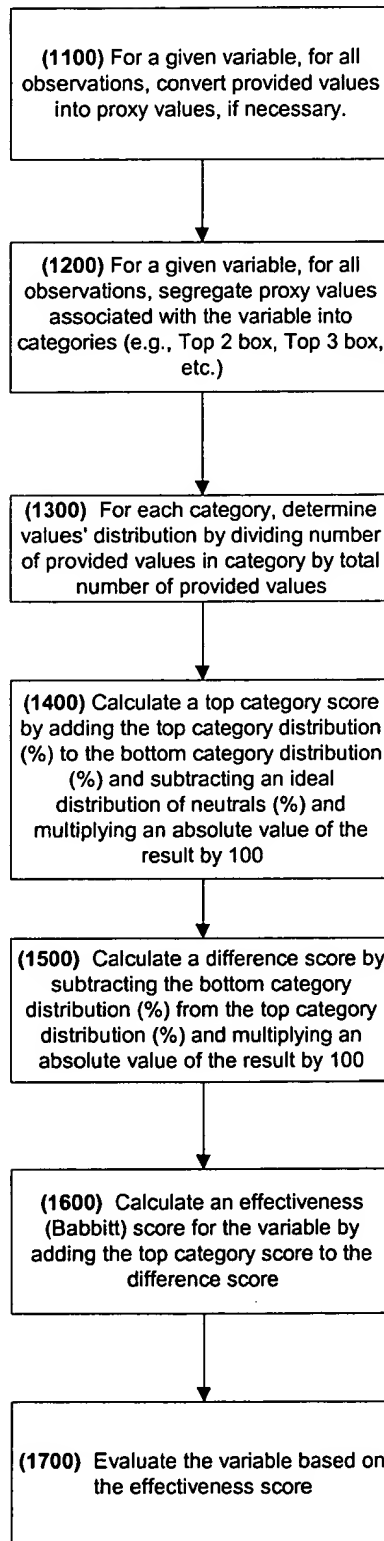 (1100) For a given variable, for all
observations, convert provided values
into proxy values, if necessary.
(1200) For a given variable, for all
observations, segregate proxy values
associated with the variable into
categories (e.g., Top 2 box, Top 3 box,
etc.)
(1300) For each category, determine
values' distribution by dividing number
of provided values in category by total
number of provided values
(1400) Calculate a top category score
by adding the top category distribution
(%) to the bottom category distribution
(%) and subtracting an ideal
distribution of neutrals (%) and
multiplying an absolute value of the
result by 100
(1500) Calculate a difference score by
subtracting the bottom category
distribution (%) from the top category
distribution (%) and multiplying an
absolute value of the result by 100
(1600) Calculate an effectiveness
(Babbitt) score for the variable by
adding the top category score to the
difference score
(1700) Evaluate the variable based on
the effectiveness score